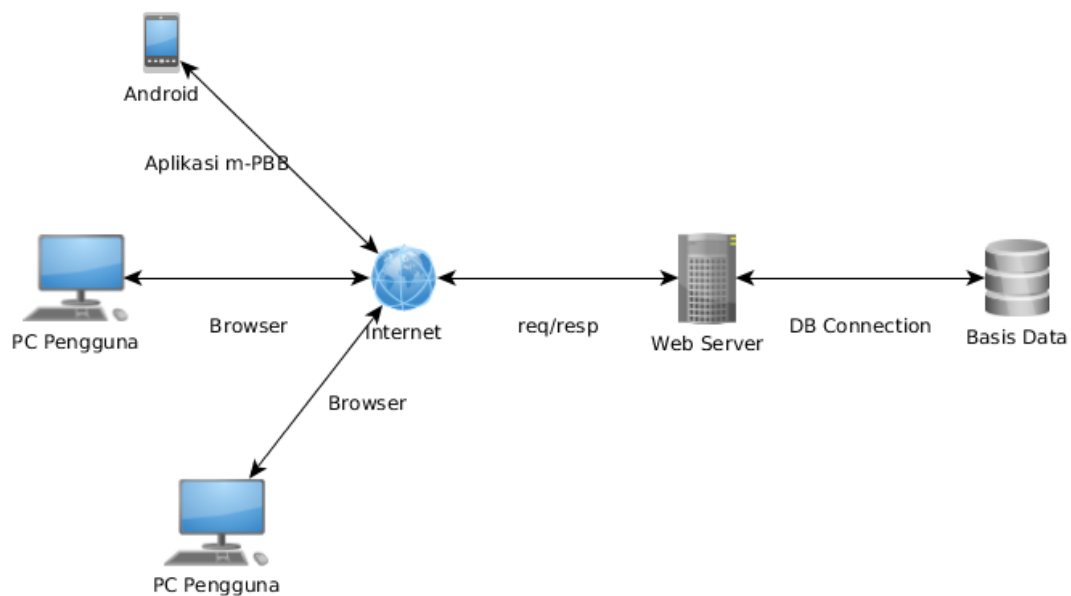 Android
Aplikasi m-PBB
PC Pengguna
Browser
Internet
req/resp
Web Server
DB Connection
Basis Data
Browser
PC Pengguna